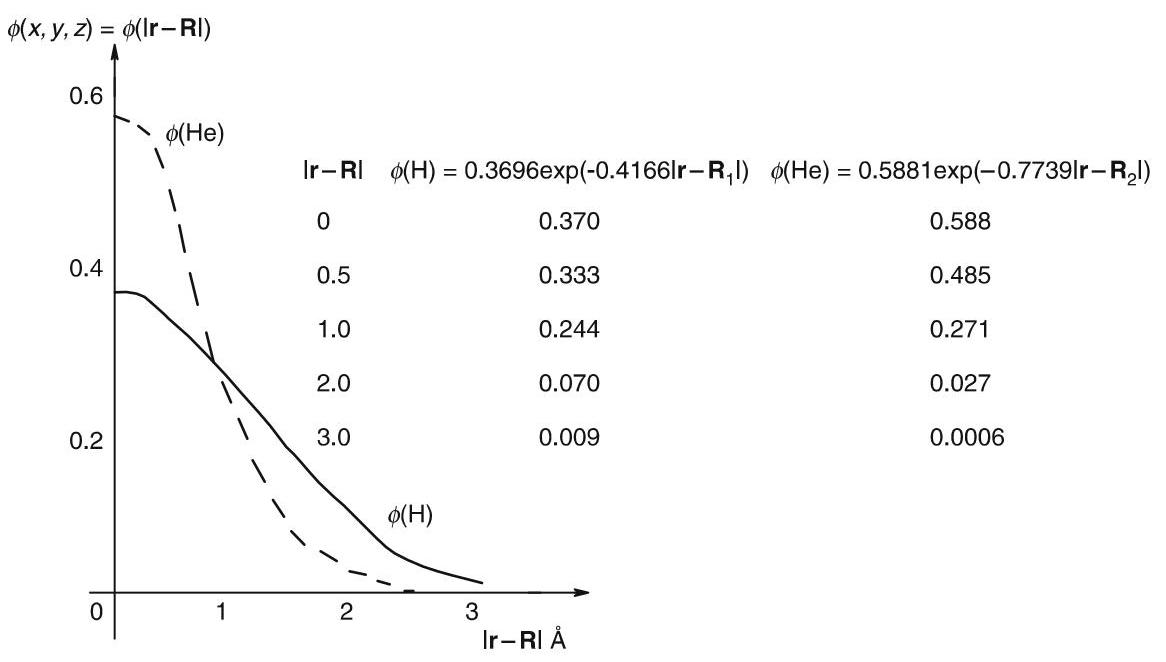 ϕ(x, y, z) = ϕ(|r−R|)
0.6
ϕ(He)
|r−R| ϕ(H) = 0.3696exp(-0.4166|r−R₁|) ϕ(He) = 0.5881exp(−0.7739|r−R₂|)
0 0.370 0.588
0.4
0.5 0.333 0.485
1.0 0.244 0.271
2.0 0.070 0.027
0.2
3.0 0.009 0.0006
ϕ(H)
0 1 2 3
|r−R| Å